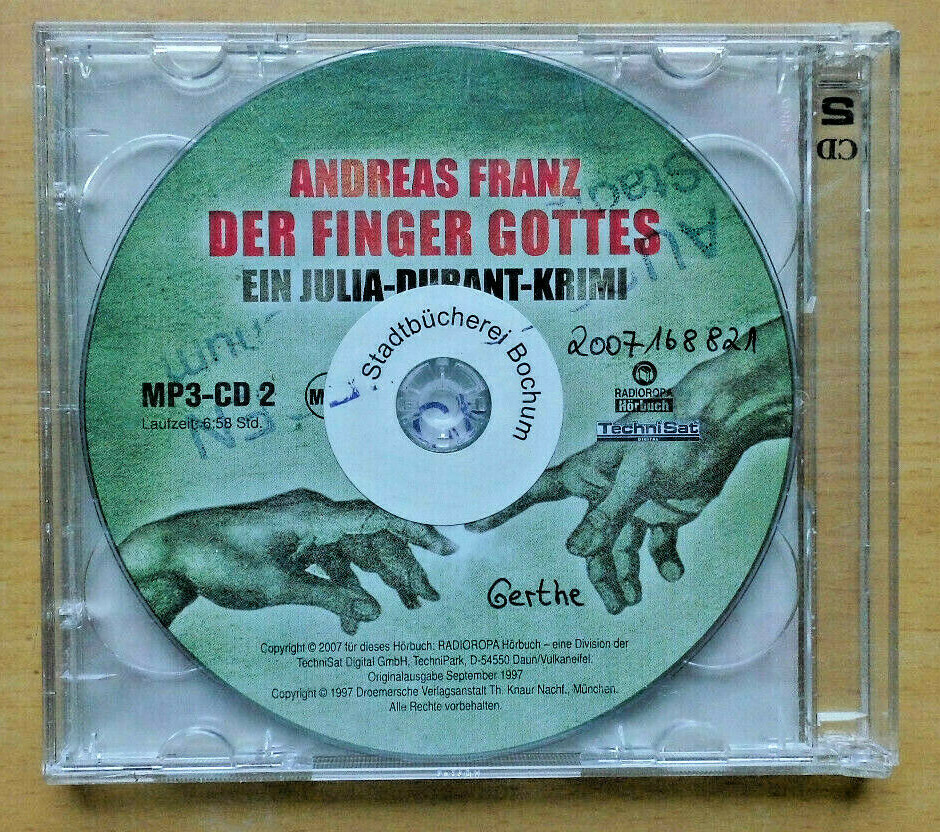 ANDREAS FRANZ
DER FINGER GOTTES
EIN JULIA-DURANT-KRIMI
Stadtbücherei Bochum
2007168821
MP3-CD 2
Laufzeit: 6:58 Std.
RADIOROPA
Hörbuch
TechniSat
DIGITAL
Gerthe
Copyright © 2007 für dieses Hörbuch: RADIOROPA Hörbuch – eine Division der
TechniSat Digital GmbH, TechniPark, D-54550 Daun/Vulkaneifel.
Originalausgabe September 1997
Copyright © 1997 Droemersche Verlagsanstalt Th. Knaur Nachf., München.
Alle Rechte vorbehalten.
2 CD